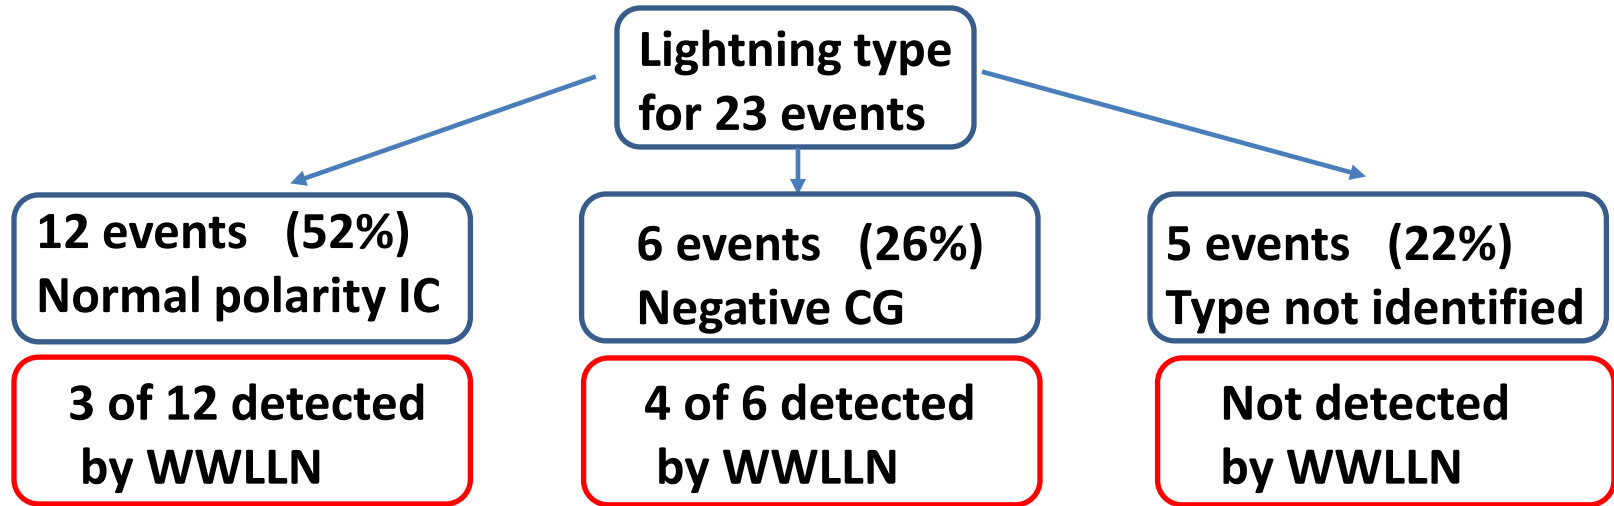 Lightning type
for 23 events
12 events (52%)
Normal polarity IC
6 events (26%)
Negative CG
5 events (22%)
Type not identified
3 of 12 detected
by WWLLN
4 of 6 detected
by WWLLN
Not detected
by WWLLN